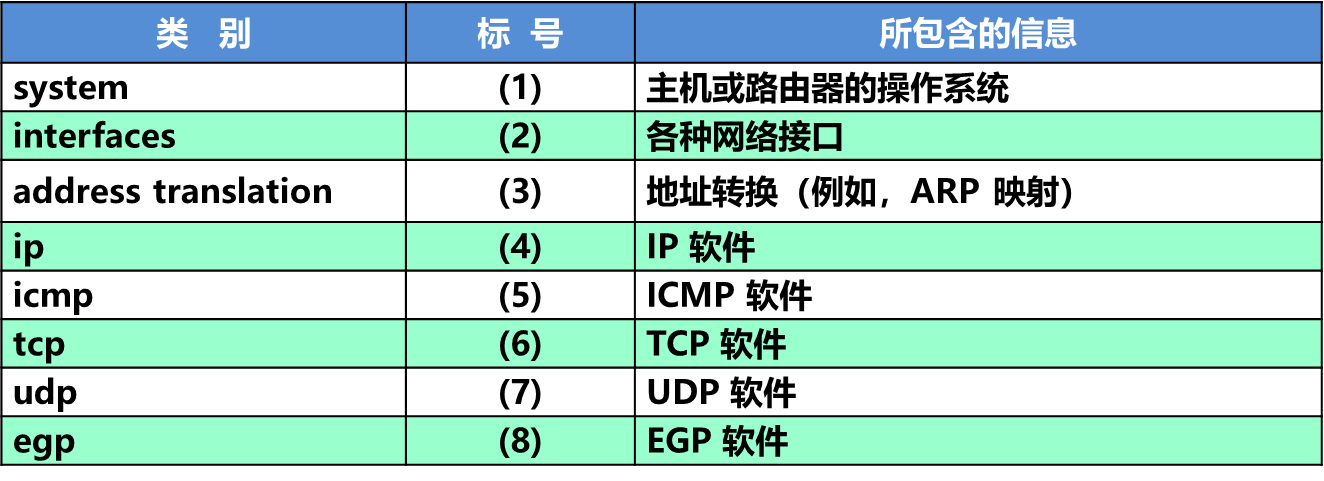 类 别 标 号 所包含的信息
system (1) 主机或路由器的操作系统
interfaces (2) 各种网络接口
address translation (3) 地址转换（例如，ARP 映射）
ip (4) IP 软件
icmp (5) ICMP 软件
tcp (6) TCP 软件
udp (7) UDP 软件
egp (8) EGP 软件